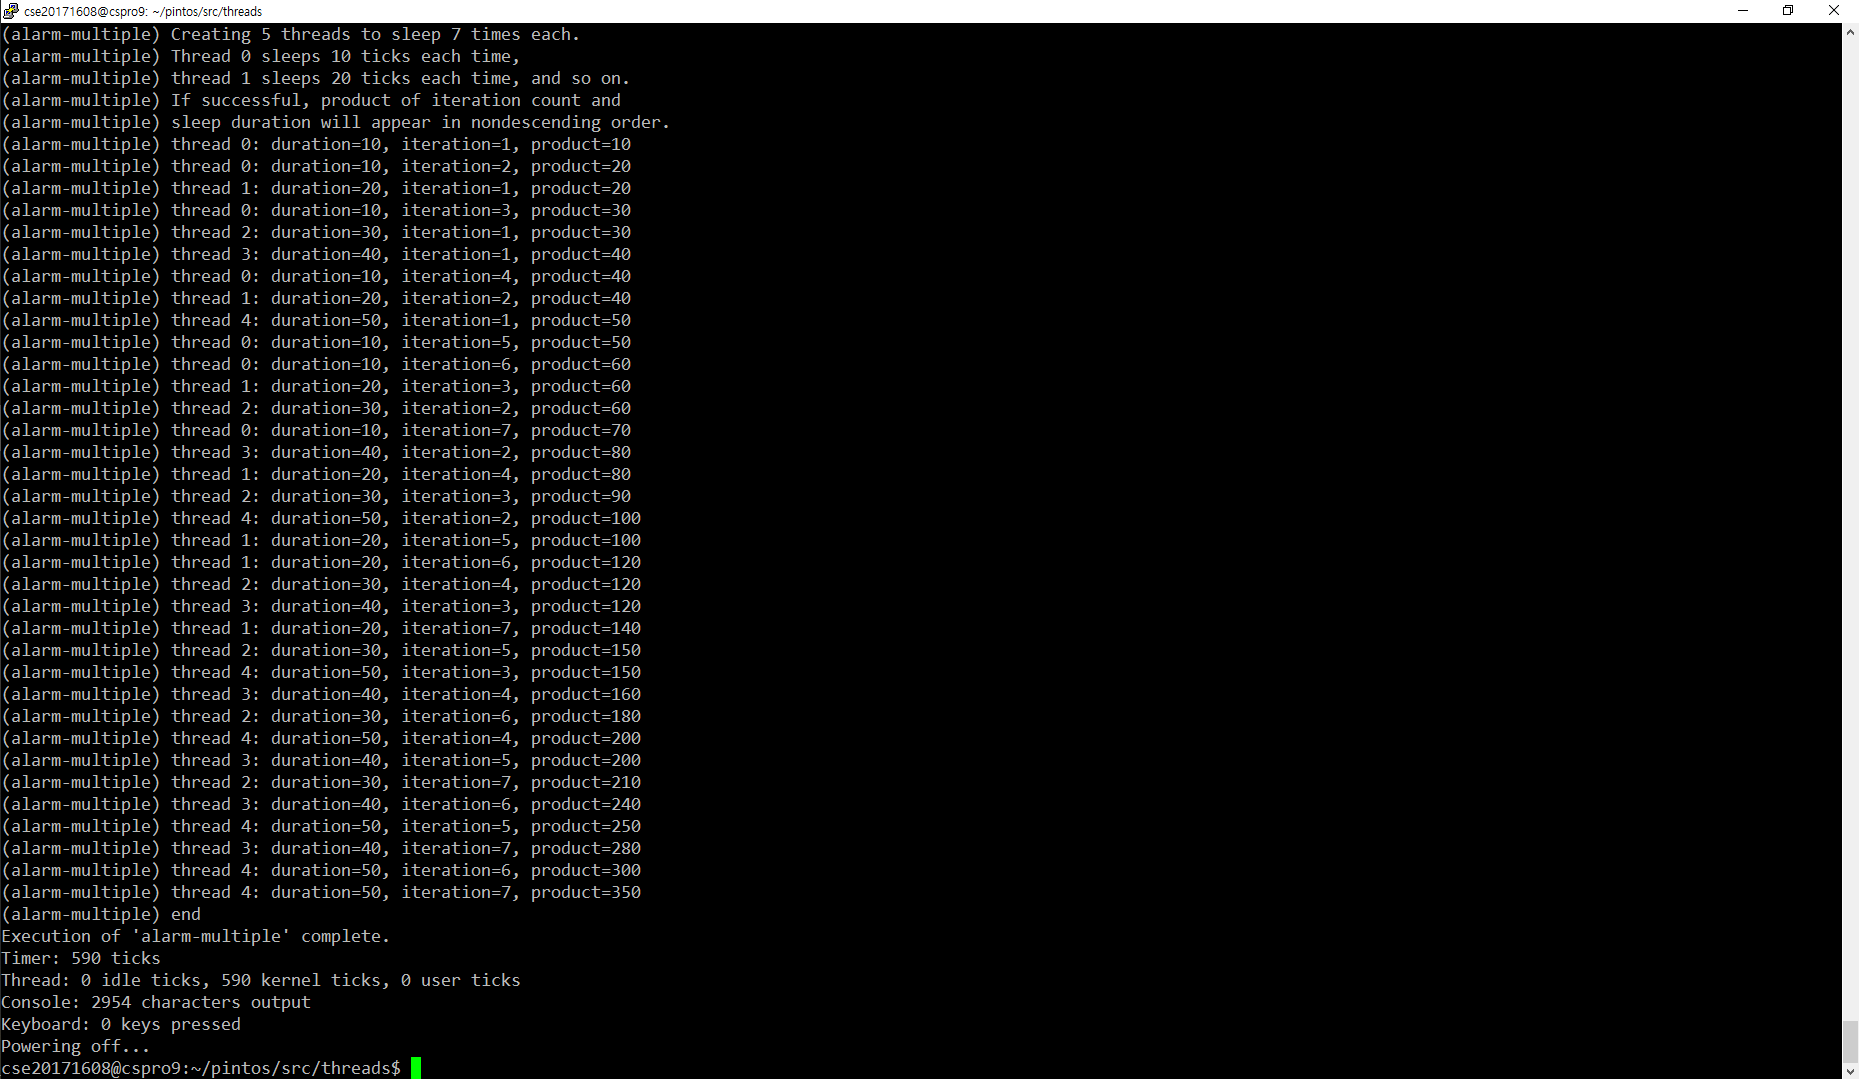 cse20171608@cspro9: ~/pintos/src/threads
(alarm-multiple) Creating 5 threads to sleep 7 times each.
(alarm-multiple) Thread 0 sleeps 10 ticks each time,
(alarm-multiple) thread 1 sleeps 20 ticks each time, and so on.
(alarm-multiple) If successful, product of iteration count and
(alarm-multiple) sleep duration will appear in nondescending order.
(alarm-multiple) thread 0: duration=10, iteration=1, product=10
(alarm-multiple) thread 0: duration=10, iteration=2, product=20
(alarm-multiple) thread 1: duration=20, iteration=1, product=20
(alarm-multiple) thread 0: duration=10, iteration=3, product=30
(alarm-multiple) thread 2: duration=30, iteration=1, product=30
(alarm-multiple) thread 3: duration=40, iteration=1, product=40
(alarm-multiple) thread 0: duration=10, iteration=4, product=40
(alarm-multiple) thread 1: duration=20, iteration=2, product=40
(alarm-multiple) thread 4: duration=50, iteration=1, product=50
(alarm-multiple) thread 0: duration=10, iteration=5, product=50
(alarm-multiple) thread 0: duration=10, iteration=6, product=60
(alarm-multiple) thread 1: duration=20, iteration=3, product=60
(alarm-multiple) thread 2: duration=30, iteration=2, product=60
(alarm-multiple) thread 0: duration=10, iteration=7, product=70
(alarm-multiple) thread 3: duration=40, iteration=2, product=80
(alarm-multiple) thread 1: duration=20, iteration=4, product=80
(alarm-multiple) thread 2: duration=30, iteration=3, product=90
(alarm-multiple) thread 4: duration=50, iteration=2, product=100
(alarm-multiple) thread 1: duration=20, iteration=5, product=100
(alarm-multiple) thread 1: duration=20, iteration=6, product=120
(alarm-multiple) thread 2: duration=30, iteration=4, product=120
(alarm-multiple) thread 3: duration=40, iteration=3, product=120
(alarm-multiple) thread 1: duration=20, iteration=7, product=140
(alarm-multiple) thread 2: duration=30, iteration=5, product=150
(alarm-multiple) thread 4: duration=50, iteration=3, product=150
(alarm-multiple) thread 3: duration=40, iteration=4, product=160
(alarm-multiple) thread 2: duration=30, iteration=6, product=180
(alarm-multiple) thread 4: duration=50, iteration=4, product=200
(alarm-multiple) thread 3: duration=40, iteration=5, product=200
(alarm-multiple) thread 2: duration=30, iteration=7, product=210
(alarm-multiple) thread 3: duration=40, iteration=6, product=240
(alarm-multiple) thread 4: duration=50, iteration=5, product=250
(alarm-multiple) thread 3: duration=40, iteration=7, product=280
(alarm-multiple) thread 4: duration=50, iteration=6, product=300
(alarm-multiple) thread 4: duration=50, iteration=7, product=350
(alarm-multiple) end
Execution of 'alarm-multiple' complete.
Timer: 590 ticks
Thread: 0 idle ticks, 590 kernel ticks, 0 user ticks
Console: 2954 characters output
Keyboard: 0 keys pressed
Powering off...
cse20171608@cspro9:~/pintos/src/threads$